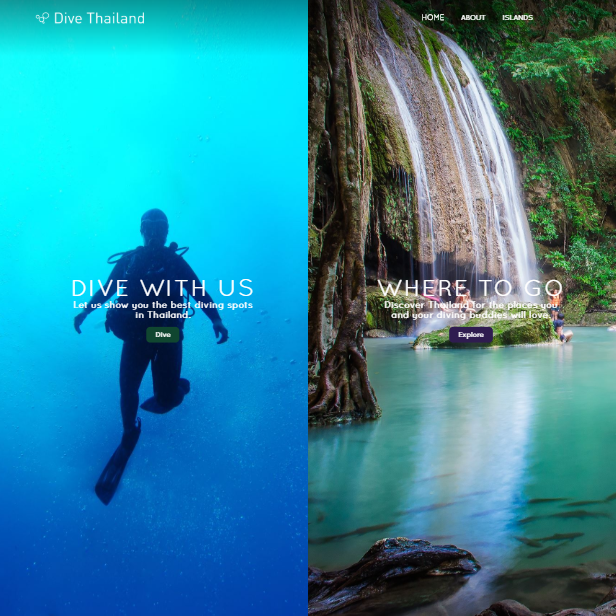 Dive Thailand
HOME ABOUT ISLANDS
DIVE WITH US
Let us show you the best diving spots
in Thailand.
Dive
WHERE TO GO
Discover Thailand for the places you
and your diving buddies will love.
Explore